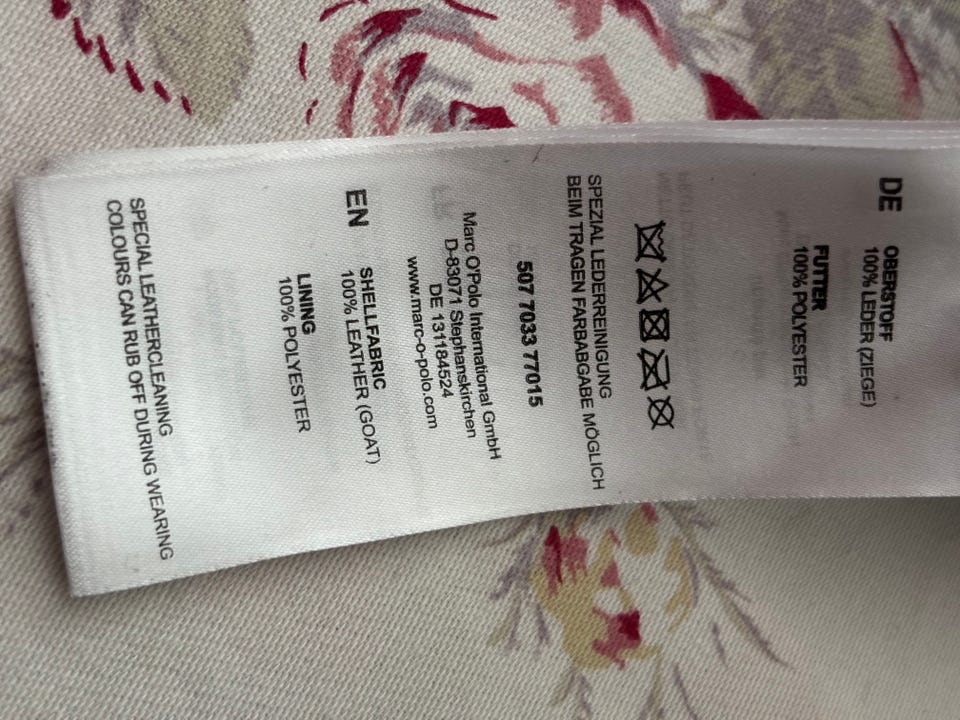 DE
OBERSTOFF
100% LEDER (ZIEGE)
FUTTER
100% POLYESTER
SPEZIAL LEDERREINIGUNG
BEIM TRAGEN FARBABGABE MÖGLICH
507 7033 77015
Marc O'Polo International GmbH
D-83071 Stephanskirchen
DE 131184524
www.marc-o-polo.com
EN
SHELLFABRIC
100% LEATHER (GOAT)
LINING
100% POLYESTER
SPECIAL LEATHERCLEANING
COLOURS CAN RUB OFF DURING WEARING